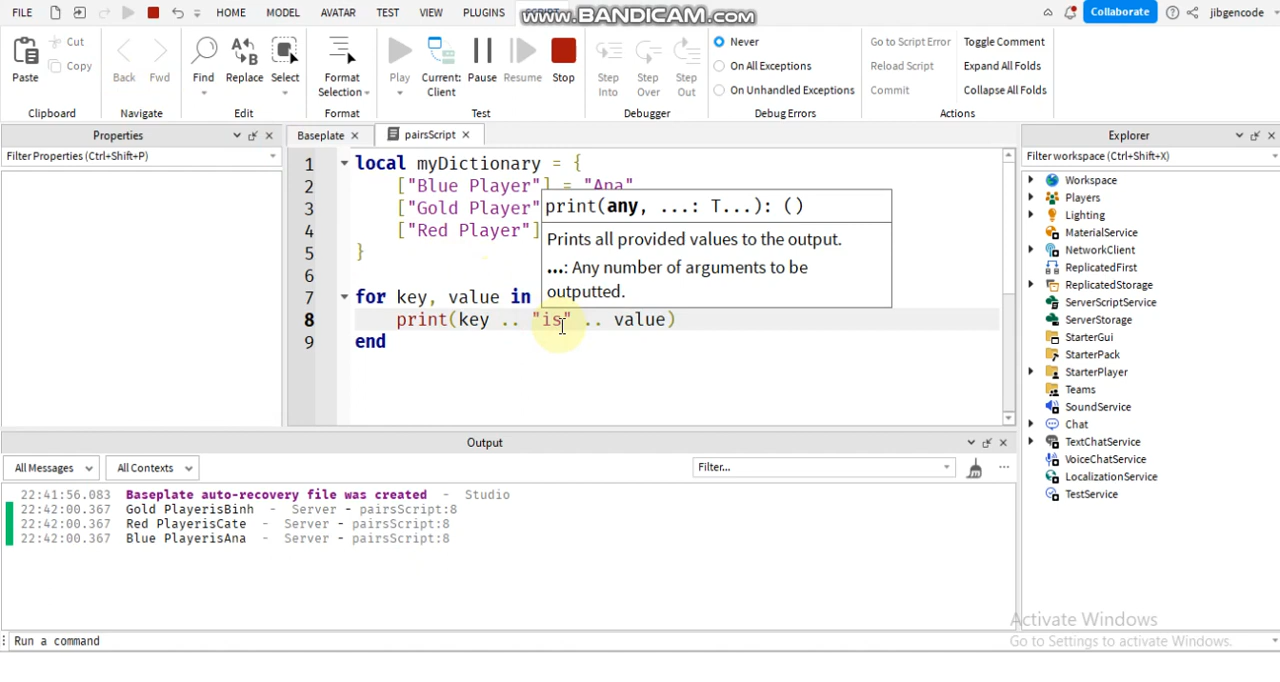 FILE HOME MODEL AVATAR TEST VIEW PLUGINS www.BANDICAM.com Collaborate jibgencode
Paste Cut Copy Back Fwd Find Replace Select Format Selection Play Current: Client Pause Resume Stop Step Into Step Over Step Out Never On All Exceptions On Unhandled Exceptions Go to Script Error Reload Script Commit Toggle Comment Expand All Folds Collapse All Folds
Clipboard Navigate Edit Format Test Debugger Debug Errors Actions
Properties
Filter Properties (Ctrl+Shift+P)
Baseplate pairsScript
1 local myDictionary = {
2 ["Blue Player"] = "Ana"
3 ["Gold Player"
4 ["Red Player"]
5 }
6
7 for key, value in
8 print(key .. "is" .. value)
9 end
print(any, ...: T...): ()
Prints all provided values to the output.
...: Any number of arguments to be
outputted.
Explorer
Filter workspace (Ctrl+Shift+X)
Workspace
Players
Lighting
MaterialService
NetworkClient
ReplicatedFirst
ReplicatedStorage
ServerScriptService
ServerStorage
StarterGui
StarterPack
StarterPlayer
Teams
SoundService
Chat
TextChatService
VoiceChatService
LocalizationService
TestService
Output
All Messages All Contexts Filter... ...
22:41:56.083 Baseplate auto-recovery file was created - Studio
22:42:00.367 Gold PlayerisBinh - Server - pairsScript:8
22:42:00.367 Red PlayerisCate - Server - pairsScript:8
22:42:00.367 Blue PlayerisAna - Server - pairsScript:8
Activate Windows
Go to Settings to activate Windows.
Run a command